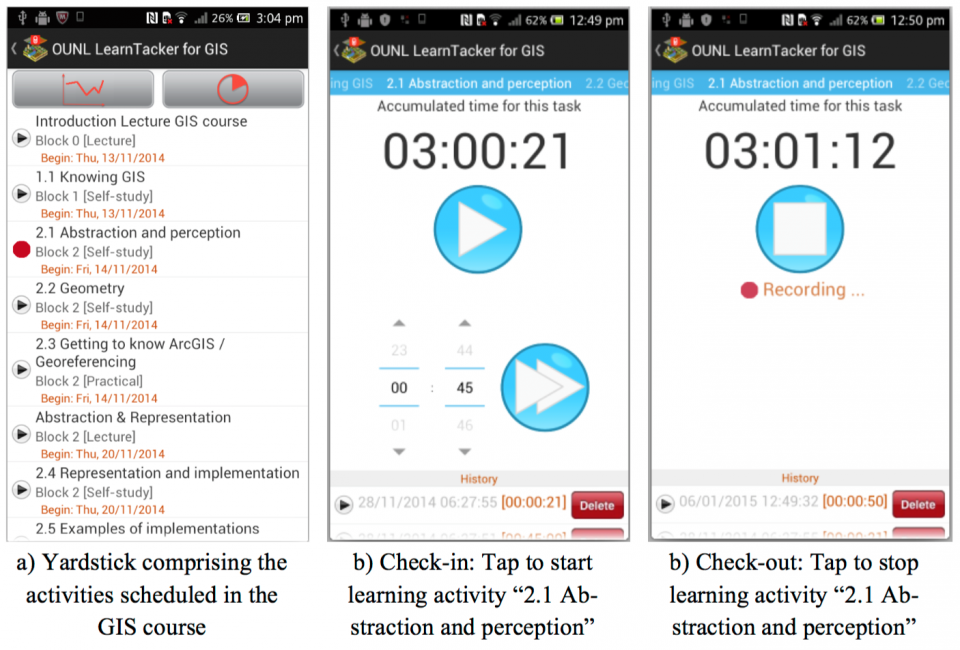 26% 3:04 pm
OUNL LearnTacker for GIS
Introduction Lecture GIS course
Block 0 [Lecture]
Begin: Thu, 13/11/2014
1.1 Knowing GIS
Block 1 [Self-study]
Begin: Thu, 13/11/2014
2.1 Abstraction and perception
Block 2 [Self-study]
Begin: Fri, 14/11/2014
2.2 Geometry
Block 2 [Self-study]
Begin: Fri, 14/11/2014
2.3 Getting to know ArcGIS /
Georeferencing
Block 2 [Practical]
Begin: Fri, 14/11/2014
Abstraction & Representation
Block 2 [Lecture]
Begin: Thu, 20/11/2014
2.4 Representation and implementation
Block 2 [Self-study]
Begin: Thu, 20/11/2014
2.5 Examples of implementations
a) Yardstick comprising the
activities scheduled in the
GIS course
62% 12:49 pm
OUNL LearnTacker for GIS
ing GIS 2.1 Abstraction and perception 2.2 Geo
Accumulated time for this task
03:00:21
23 44
00 : 45
01 46
History
28/11/2014 06:27:55 [00:00:21] Delete
b) Check-in: Tap to start
learning activity “2.1 Ab-
straction and perception”
62% 12:50 pm
OUNL LearnTacker for GIS
ing GIS 2.1 Abstraction and perception 2.2 Geo
Accumulated time for this task
03:01:12
Recording ...
History
06/01/2015 12:49:32 [00:00:50] Delete
b) Check-out: Tap to stop
learning activity “2.1 Ab-
straction and perception”